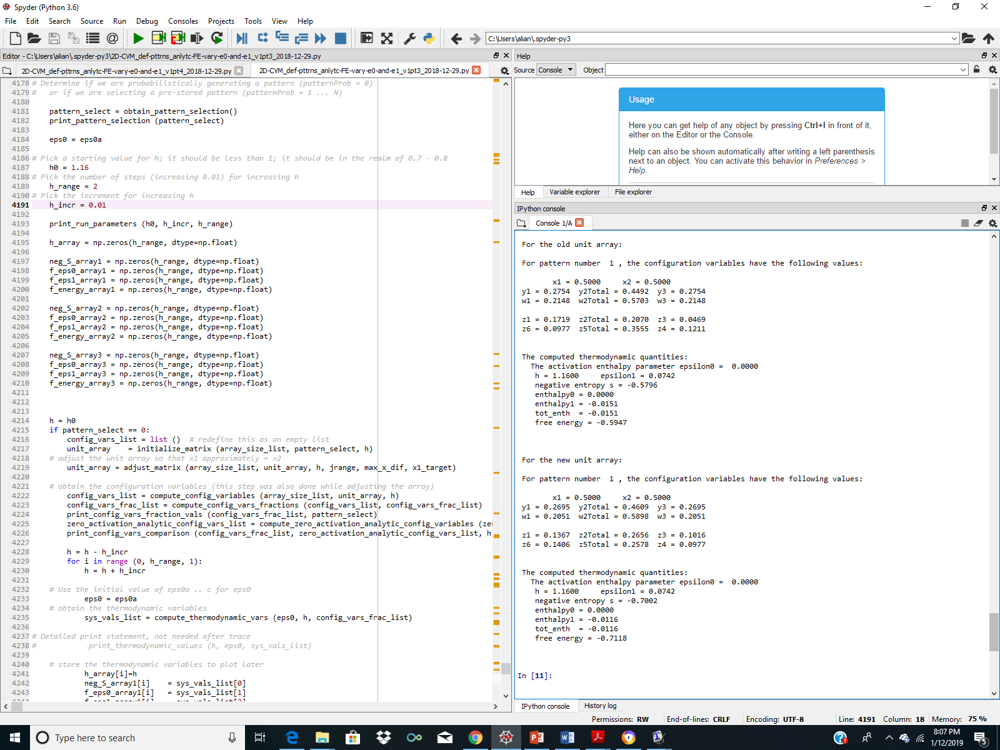 Spyder (Python 3.6)
File Edit Search Source Run Debug Consoles Projects Tools View Help
C:\Users\alian\.spyder-py3
Editor - C:\Users\alian\.spyder-py3\2D-CVM_def-pttrns_anlytc-FE-vary-e0-and-e1_v1pt3_2018-12-29.py
2D-CVM_def-pttrns_anlytc-FE-vary-e0-and-e1_v1pt4_2018-12-29.py
2D-CVM_def-pttrns_anlytc-FE-vary-e0-and-e1_v1pt3_2018-12-29.py
4178 # Determine if we are probabilistically generating a pattern (patternProb = 0)
4179 #   or if we are selecting a pre-stored pattern (patternProb = 1 ... N)
4180
4181     pattern_select = obtain_pattern_selection()
4182     print_pattern_selection (pattern_select)
4183
4184     eps0 = eps0a
4185
4186 # Pick a starting value for h; it should be less than 1; it should be in the realm of 0.7 - 0.8
4187     h0 = 1.16
4188 # Pick the number of steps (increasing 0.01) for increasing h
4189     h_range = 2
4190 # Pick the increment for increasing h
4191     h_incr = 0.01
4192
4193     print_run_parameters (h0, h_incr, h_range)
4194
4195     h_array = np.zeros(h_range, dtype=np.float)
4196
4197     neg_S_array1 = np.zeros(h_range, dtype=np.float)
4198     f_eps0_array1 = np.zeros(h_range, dtype=np.float)
4199     f_eps1_array1 = np.zeros(h_range, dtype=np.float)
4200     f_energy_array1 = np.zeros(h_range, dtype=np.float)
4201
4202     neg_S_array2 = np.zeros(h_range, dtype=np.float)
4203     f_eps0_array2 = np.zeros(h_range, dtype=np.float)
4204     f_eps1_array2 = np.zeros(h_range, dtype=np.float)
4205     f_energy_array2 = np.zeros(h_range, dtype=np.float)
4206
4207     neg_S_array3 = np.zeros(h_range, dtype=np.float)
4208     f_eps0_array3 = np.zeros(h_range, dtype=np.float)
4209     f_eps1_array3 = np.zeros(h_range, dtype=np.float)
4210     f_energy_array3 = np.zeros(h_range, dtype=np.float)
4211
4212
4213
4214     h = h0
4215     if pattern_select == 0:
4216         config_vars_list = list ()  # redefine this as an empty list
4217         unit_array    = initialize_matrix (array_size_list, pattern_select, h)
4218     # adjust the unit array so that x1 approximately = x2
4219         unit_array = adjust_matrix (array_size_list, unit_array, h, jrange, max_x_dif, x1_target)
4220
4221     # obtain the configuration variables (this step was also done while adjusting the array)
4222         config_vars_list = compute_config_variables (array_size_list, unit_array, h)
4223         config_vars_frac_list = compute_config_vars_fractions (config_vars_list, config_vars_frac_list)
4224         print_config_vars_fraction_vals (config_vars_frac_list, pattern_select)
4225         zero_activation_analytic_config_vars_list = compute_zero_activation_analytic_config_variables (ze
4226         print_config_vars_comparison (config_vars_frac_list, zero_activation_analytic_config_vars_list, h
4227
4228         h = h - h_incr
4229         for i in range (0, h_range, 1):
4230             h = h + h_incr
4231
4232     # Use the initial value of eps0a .. c for eps0
4233             eps0 = eps0a
4234     # obtain the thermodynamic variables
4235             sys_vals_list = compute_thermodynamic_vars (eps0, h, config_vars_frac_list)
4236
4237 # Detailed print statement, not needed after trace
4238 #            print_thermodynamic_values (h, eps0, sys_vals_list)
4239
4240     # store the thermodynamic variables to plot later
4241             h_array[i]=h
4242             neg_S_array1[i]    = sys_vals_list[0]
4243             f_eps0_array1[i]   = sys_vals_list[1]
Help
Source Console Object
Usage
Here you can get help of any object by pressing Ctrl+I in front of it,
either on the Editor or the Console.
Help can also be shown automatically after writing a left parenthesis
next to an object. You can activate this behavior in Preferences >
Help.
Help Variable explorer File explorer
IPython console
Console 1/A
For the old unit array:
For pattern number  1 , the configuration variables have the following values:
x1 = 0.5000     x2 = 0.5000
y1 = 0.2754  y2Total = 0.4492  y3 = 0.2754
w1 = 0.2148  w2Total = 0.5703  w3 = 0.2148
z1 = 0.1719  z2Total = 0.2070  z3 = 0.0469
z6 = 0.0977  z5Total = 0.3555  z4 = 0.1211
The computed thermodynamic quantities:
The activation enthalpy parameter epsilon0 =  0.0000
h = 1.1600     epsilon1 = 0.0742
negative entropy s = -0.5796
enthalpy0 = 0.0000
enthalpy1 = -0.0151
tot_enth  = -0.0151
free energy = -0.5947
For the new unit array:
For pattern number  1 , the configuration variables have the following values:
x1 = 0.5000     x2 = 0.5000
y1 = 0.2695  y2Total = 0.4609  y3 = 0.2695
w1 = 0.2051  w2Total = 0.5898  w3 = 0.2051
z1 = 0.1367  z2Total = 0.2656  z3 = 0.1016
z6 = 0.1406  z5Total = 0.2578  z4 = 0.0977
The computed thermodynamic quantities:
The activation enthalpy parameter epsilon0 =  0.0000
h = 1.1600     epsilon1 = 0.0742
negative entropy s = -0.7002
enthalpy0 = 0.0000
enthalpy1 = -0.0116
tot_enth  = -0.0116
free energy = -0.7118
In [11]:
IPython console History log
Permissions: RW End-of-lines: CRLF Encoding: UTF-8 Line: 4191 Column: 18 Memory: 75 %
Type here to search
8:07 PM
1/12/2019
5